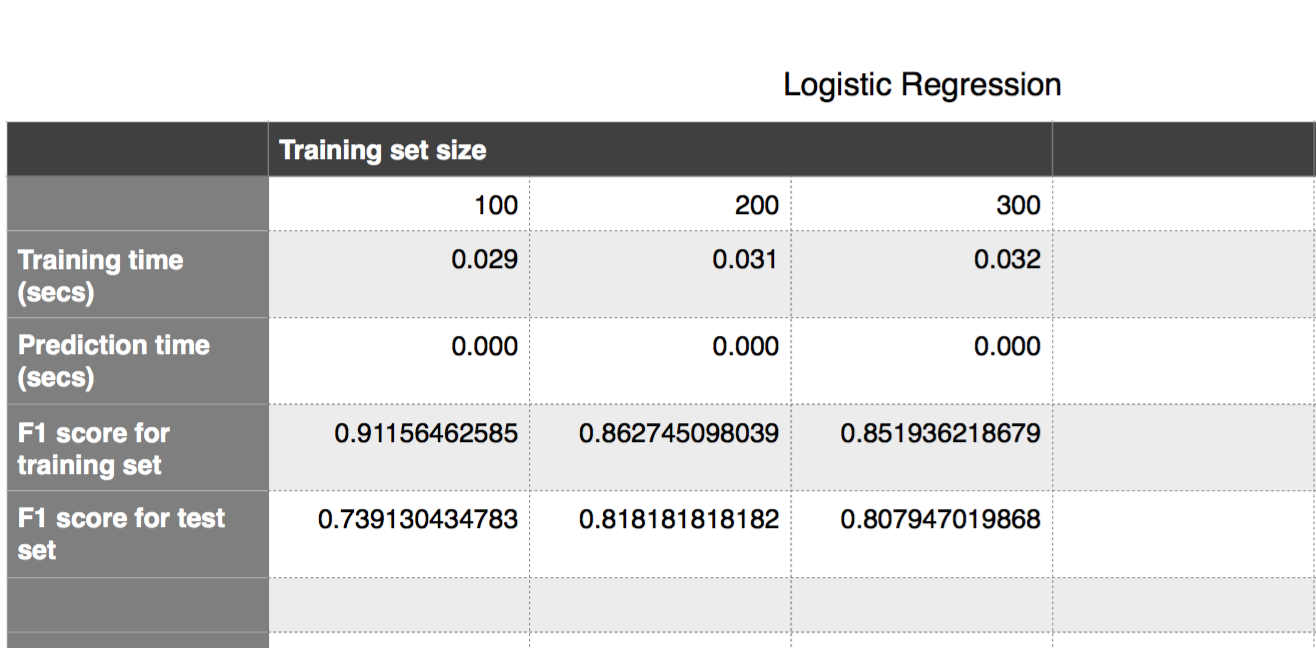 Logistic Regression
Training set size
100 200 300
Training time
(secs)
0.029 0.031 0.032
Prediction time
(secs)
0.000 0.000 0.000
F1 score for
training set
0.91156462585 0.862745098039 0.851936218679
F1 score for test
set
0.739130434783 0.818181818182 0.807947019868